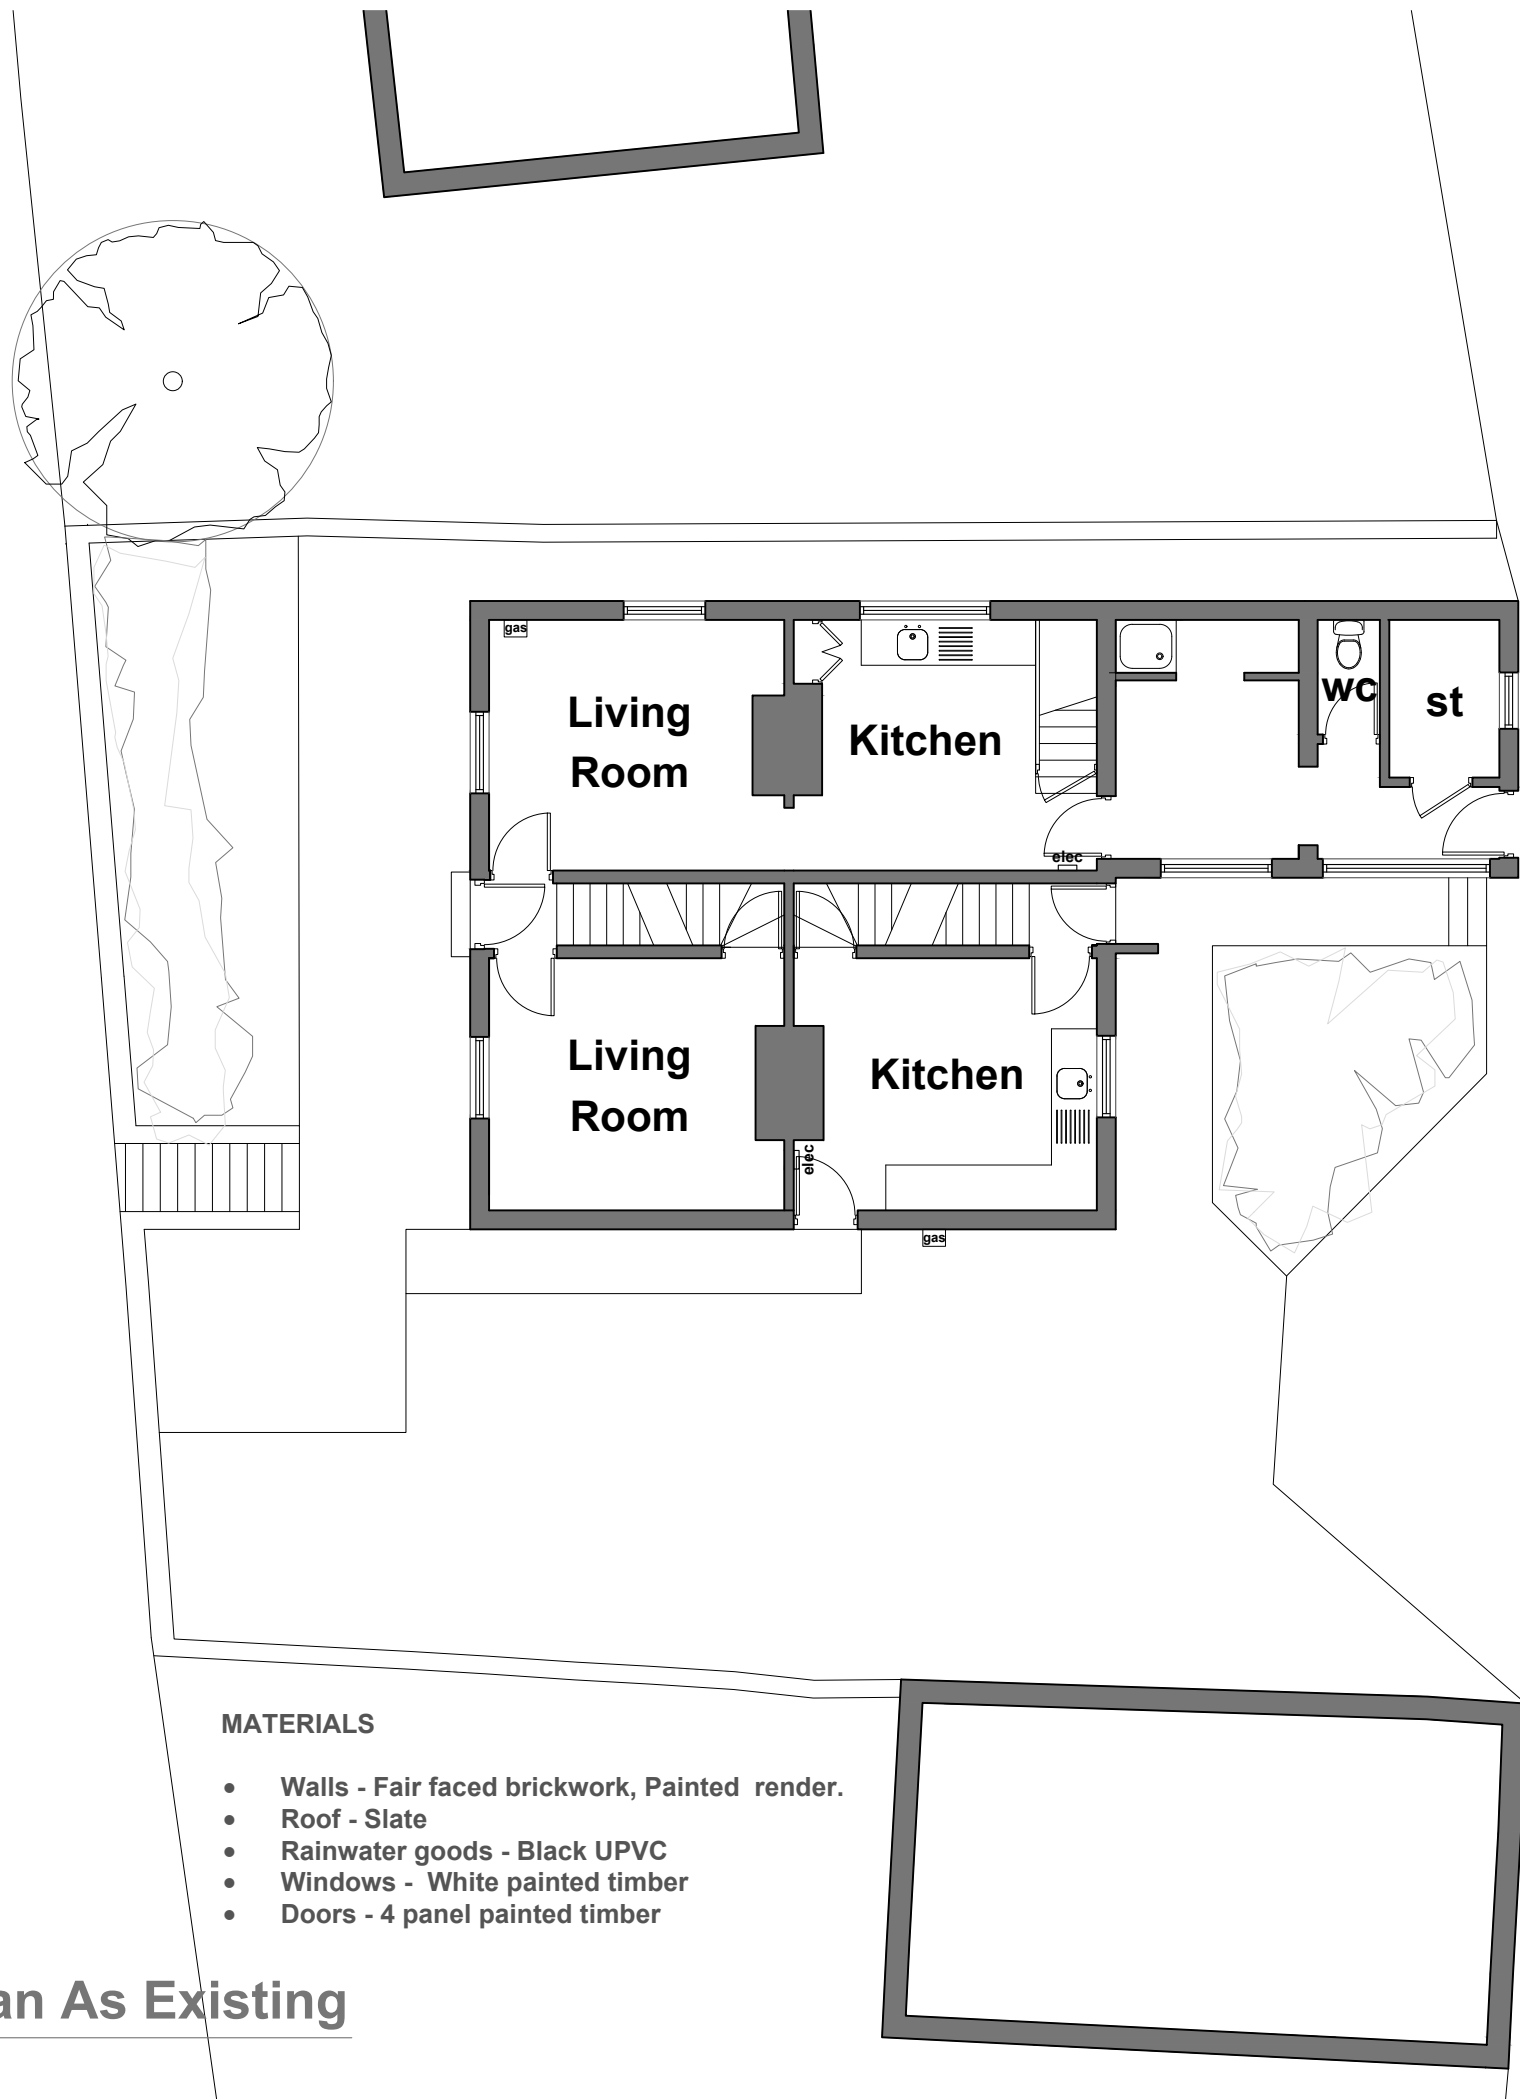 gas
Living
Room
Kitchen
wc
st
elec
Living
Room
Kitchen
elec
gas
MATERIALS
• Walls - Fair faced brickwork, Painted render.
• Roof - Slate
• Rainwater goods - Black UPVC
• Windows - White painted timber
• Doors - 4 panel painted timber
an As Existing